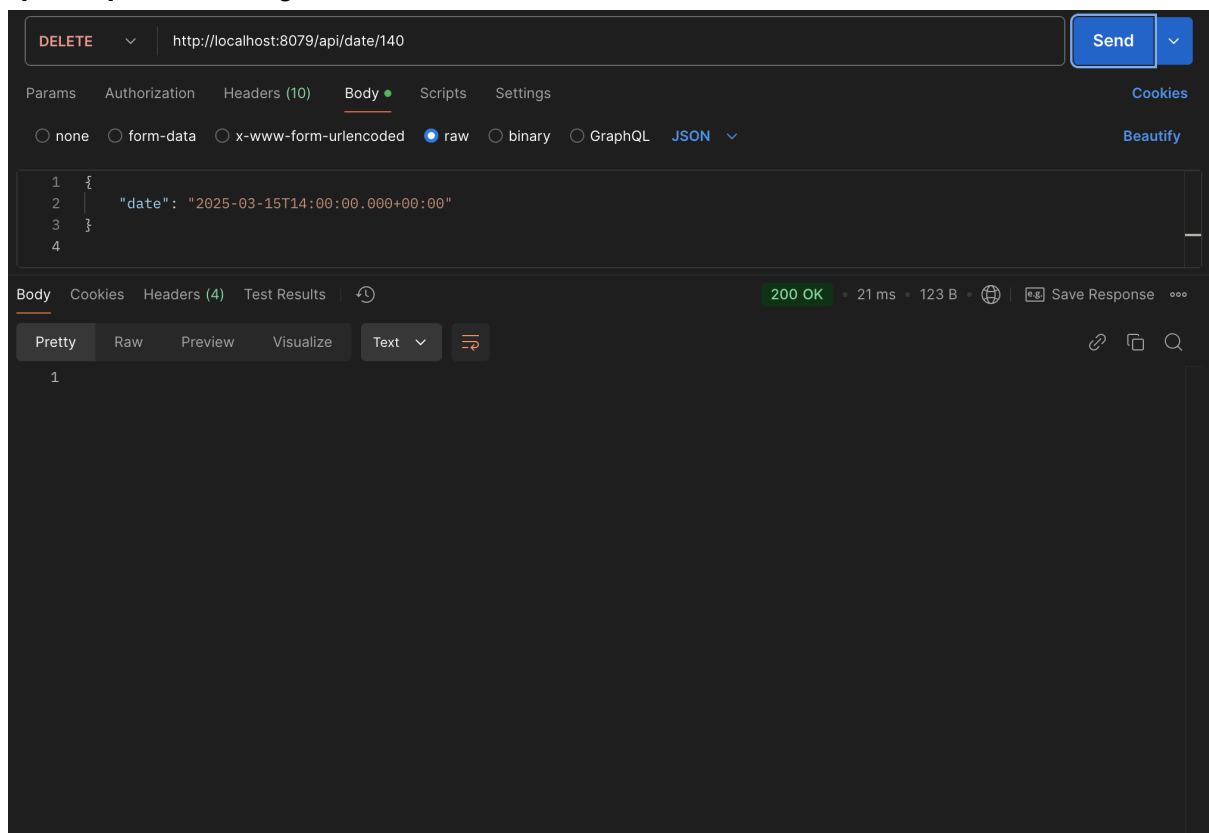 DELETE http://localhost:8079/api/date/140 Send
Params Authorization Headers (10) Body Scripts Settings Cookies
none form-data x-www-form-urlencoded raw binary GraphQL JSON Beautify
1 {
2 "date": "2025-03-15T14:00:00.000+00:00"
3 }
4
Body Cookies Headers (4) Test Results 200 OK • 21 ms • 123 B • e.g. Save Response
Pretty Raw Preview Visualize Text
1